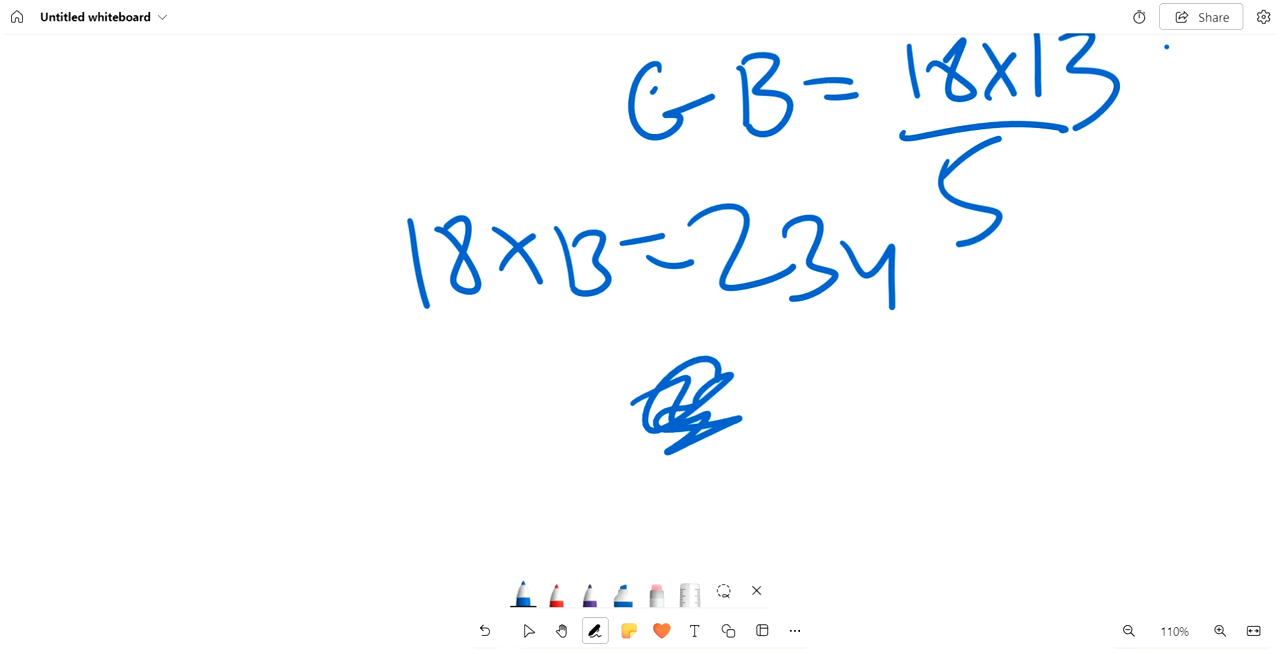 Untitled whiteboard
Share
GB = 18x13
5
18x13=234
T
110%